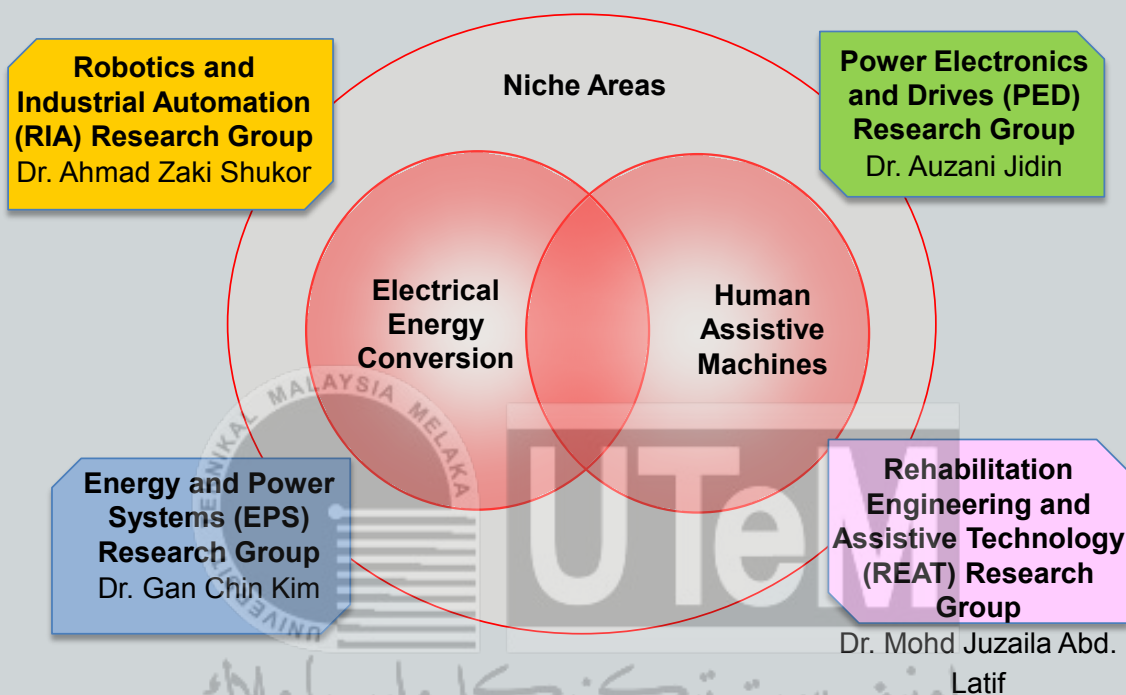 Robotics and
Industrial Automation
(RIA) Research Group
Dr. Ahmad Zaki Shukor
Niche Areas
Power Electronics
and Drives (PED)
Research Group
Dr. Auzani Jidin
Electrical
Energy
Conversion
Human
Assistive
Machines
Energy and Power
Systems (EPS)
Research Group
Dr. Gan Chin Kim
Rehabilitation
Engineering and
Assistive Technology
(REAT) Research
Group
Dr. Mohd Juzaila Abd.
Latif
MALAYSIA MELAKA
UTeM